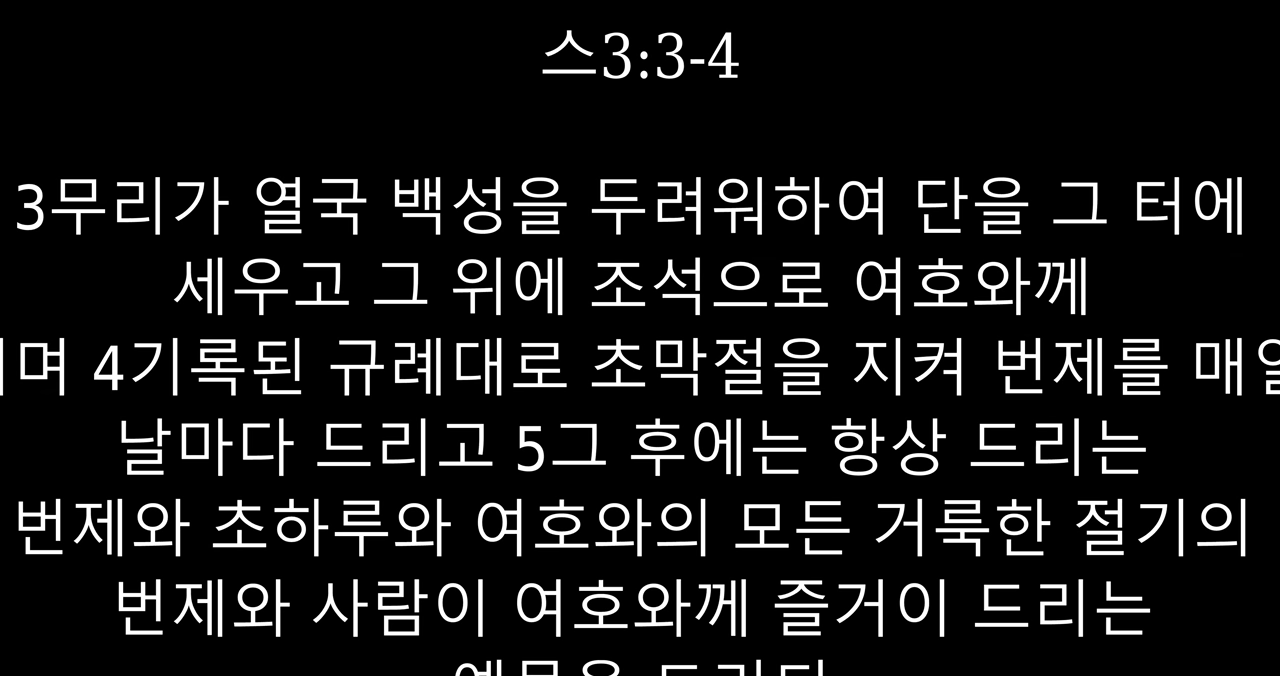 스3:3-4
3무리가 열국 백성을 두려워하여 단을 그 터에
세우고 그 위에 조석으로 여호와께
4기록된 규례대로 초막절을 지켜 번제를
날마다 드리고 5그 후에는 항상 드리는
번제와 초하루와 여호와의 모든 거룩한 절기의
번제와 사람이 여호와께 즐거이 드리는